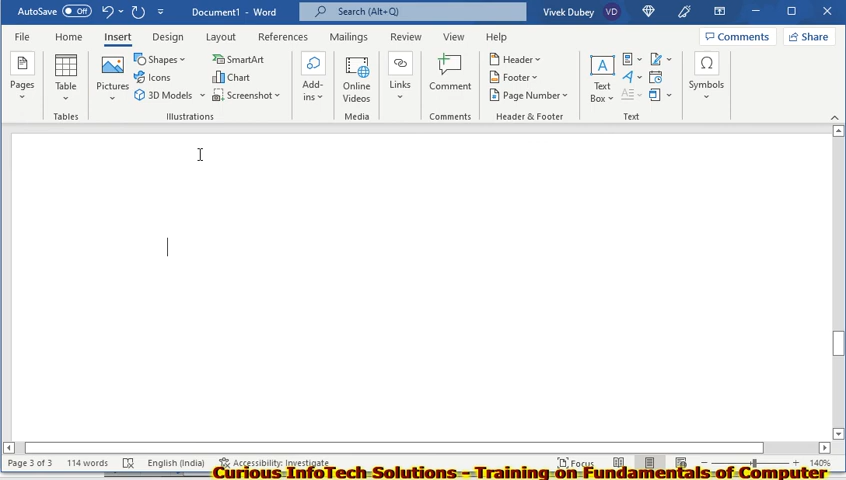 AutoSave Off Document1 - Word Search (Alt+Q) Vivek Dubey VD
File Home Insert Design Layout References Mailings Review View Help Comments Share
Pages
Table
Pictures
Shapes
Icons
3D Models
SmartArt
Chart
Screenshot
Add-
ins
Online
Videos
Links
Comment
Header
Footer
Page Number
Text
Box
Symbols
Tables Illustrations Media Comments Header & Footer Text
Page 3 of 3 114 words English (India) Accessibility: Investigate Focus 140%
Curious InfoTech Solutions - Training on Fundamentals of Computer